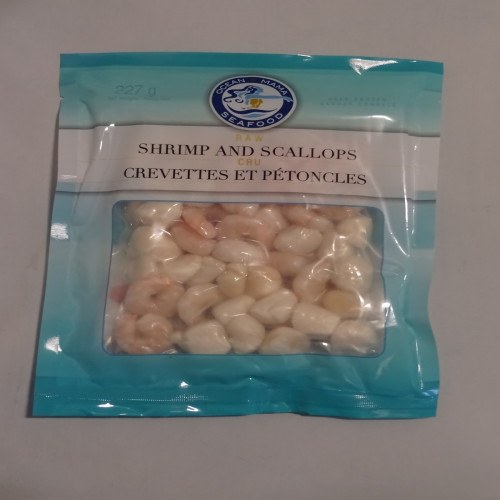 227 g
OCEAN MAMA
SEAFOOD
RAW
SHRIMP AND SCALLOPS
CRU
CREVETTES ET PÉTONCLES